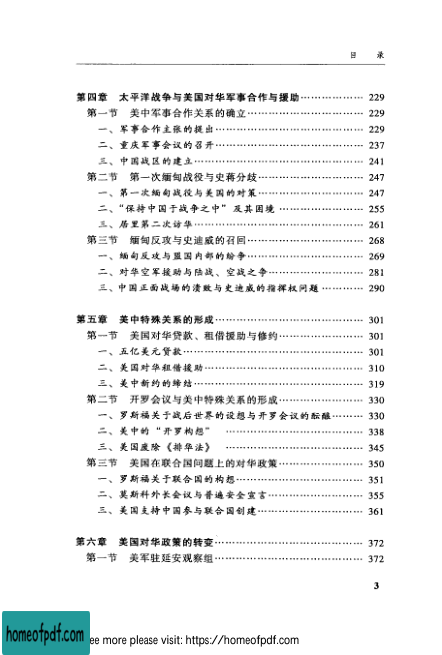 目 录
第四章 太平洋战争与美国对华军事合作与援助 229
第一节 美中军事合作关系的确立 229
一、军事合作主张的提出 229
二、重庆军事会议的召开 237
三、中国战区的建立 241
第二节 第一次缅甸战役与史蒋分歧 247
一、第一次缅甸战役与美国的对策 247
二、“保持中国于战争之中”及其困境 255
三、居里第二次访华 261
第三节 缅甸反攻与史迪威的召回 268
一、缅甸反攻与盟国内部的纷争 269
二、对华空军援助与陆战、空战之争 281
三、中国正面战场的溃败与史迪威的指挥权问题 290
第五章 美中特殊关系的形成 301
第一节 美国对华贷款、租借援助与修约 301
一、五亿美元贷款 301
二、美国对华租借援助 310
三、美中新约的缔结 319
第二节 开罗会议与美中特殊关系的形成 330
一、罗斯福关于战后世界的设想与开罗会议的酝酿 330
二、美中的“开罗构想” 338
三、美国废除《排华法》 345
第三节 美国在联合国问题上的对华政策 350
一、罗斯福关于联合国的构想 351
二、莫斯科外长会议与普遍安全宣言 355
三、美国支持中国参与联合国创建 361
第六章 美国对华政策的转变 372
第一节 美军驻延安观察组 372
3
homeofpdf.com
ee more please visit: https://homeofpdf.com